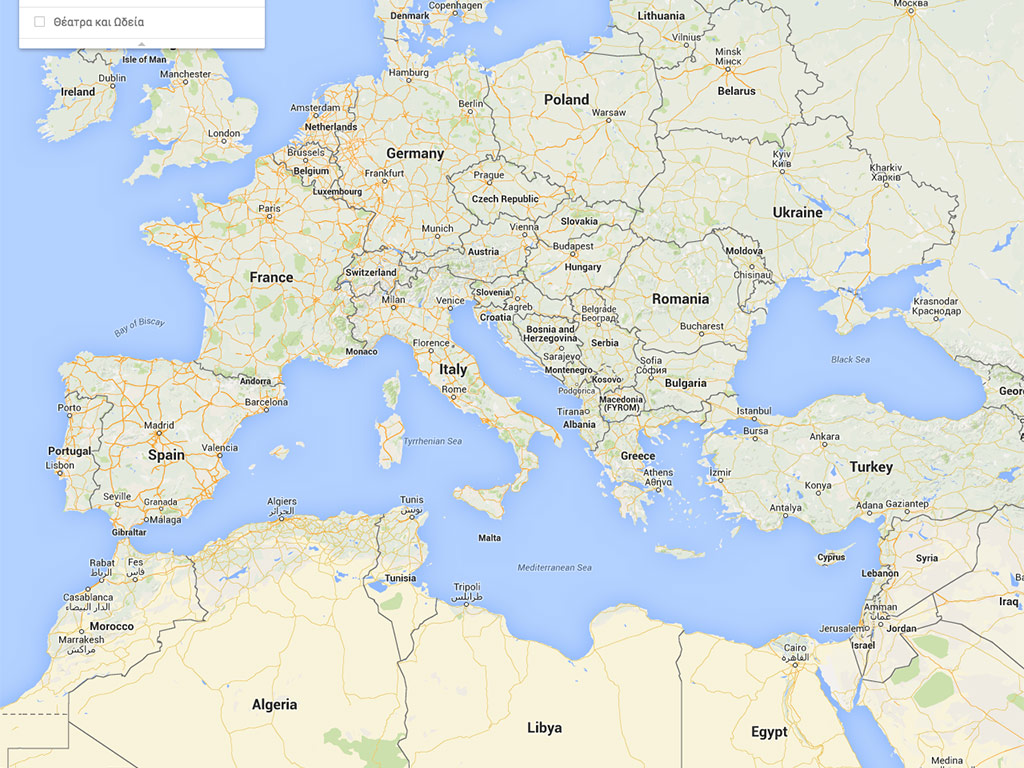 Θέατρα και Ωδεία
Copenhagen
Denmark
Москва
Lithuania
Vilnius
Isle of Man
Minsk
Мінск
Dublin
Manchester
Hamburg
Ireland
Belarus
Berlin
Poland
Amsterdam
Warsaw
Netherlands
London
Brussels
Germany
Kyiv
Київ
Belgium
Frankfurt
Prague
Kharkiv
Харків
Luxembourg
Czech Republic
Paris
Ukraine
Slovakia
Munich
Vienna
Austria
Budapest
Moldova
Switzerland
Hungary
Chisinau
France
Slovenia
Milan
Venice
Zagreb
Romania
Krasnodar
Краснодар
Croatia
Belgrade
Београд
Bay of Biscay
Bosnia and
Herzegovina
Bucharest
Florence
Serbia
Monaco
Sarajevo
Black Sea
Italy
Montenegro
Sofia
София
Andorra
Kosovo
Bulgaria
Rome
Podgorica
Geor
Barcelona
Macedonia
(FYROM)
Porto
Tirana
Istanbul
Madrid
Albania
Bursa
Ankara
Tyrrhenian Sea
Portugal
Spain
Valencia
Greece
Lisbon
Athens
Αθήνα
İzmir
Turkey
Konya
Seville
Granada
Algiers
الجزائر
Tunis
تونس
Antalya
Adana
Gaziantep
Málaga
Gibraltar
Malta
Cyprus
Syria
Rabat
الرباط
Fes
فاس
Mediterranean Sea
Lebanon
Tunisia
Tripoli
طرابلس
Ba
Casablanca
الدار البيضاء
Iraq
Amman
عمان
Morocco
Jerusalem
Jordan
Marrakesh
مراكش
Israel
Cairo
القاهرة
Algeria
Libya
Egypt
Medina